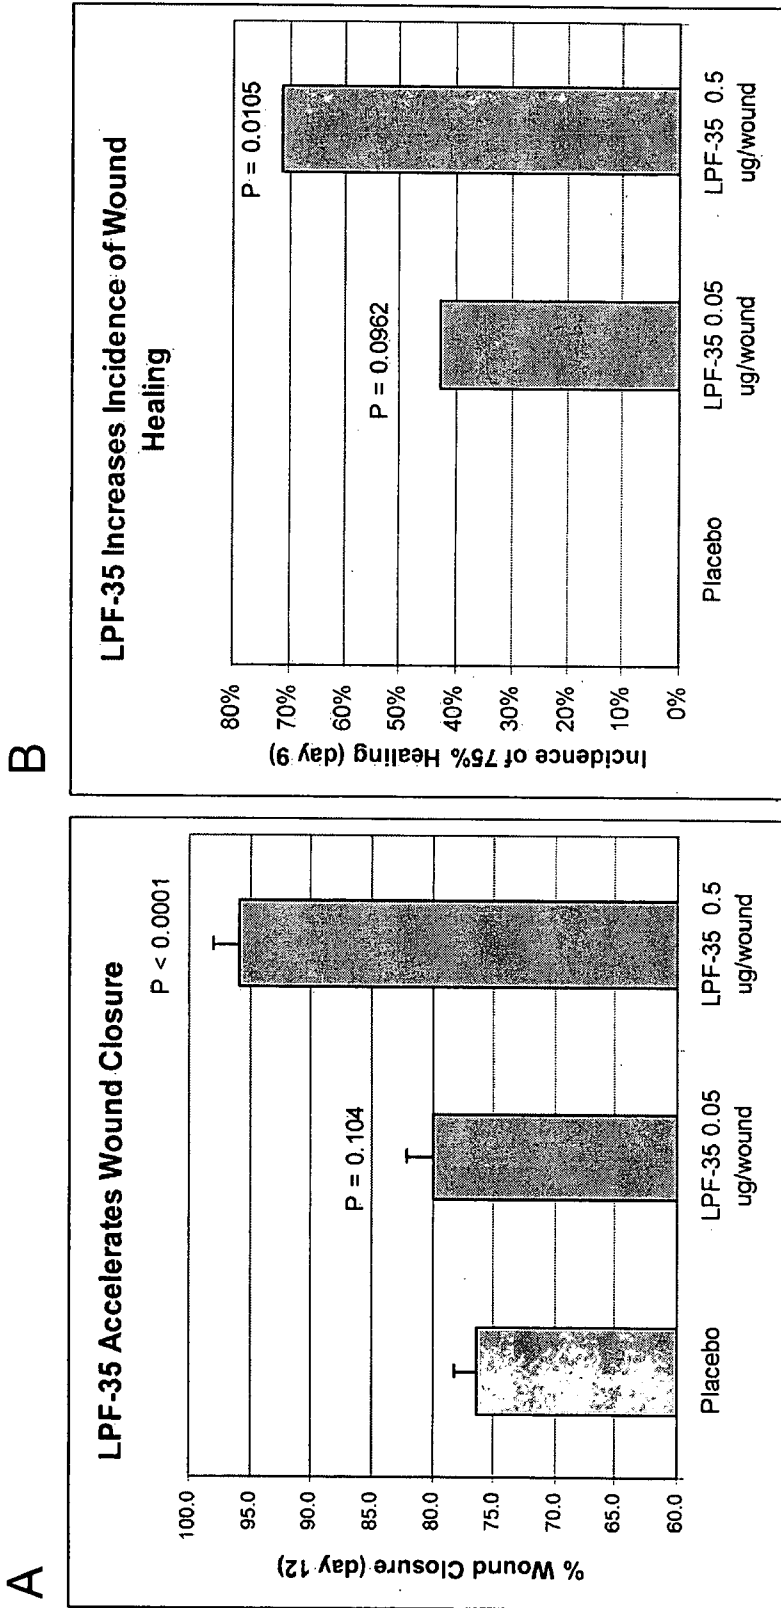 A
LPF-35 Accelerates Wound Closure
% Wound Closure (day 12)
100.0
95.0
90.0
85.0
80.0
75.0
70.0
65.0
60.0
P = 0.104
P < 0.0001
Placebo
LPF-35 0.05
ug/wound
LPF-35 0.5
ug/wound
B
LPF-35 Increases Incidence of Wound
Healing
Incidence of 75% Healing (day 9)
80%
70%
60%
50%
40%
30%
20%
10%
0%
P = 0.0962
P = 0.0105
Placebo
LPF-35 0.05
ug/wound
LPF-35 0.5
ug/wound